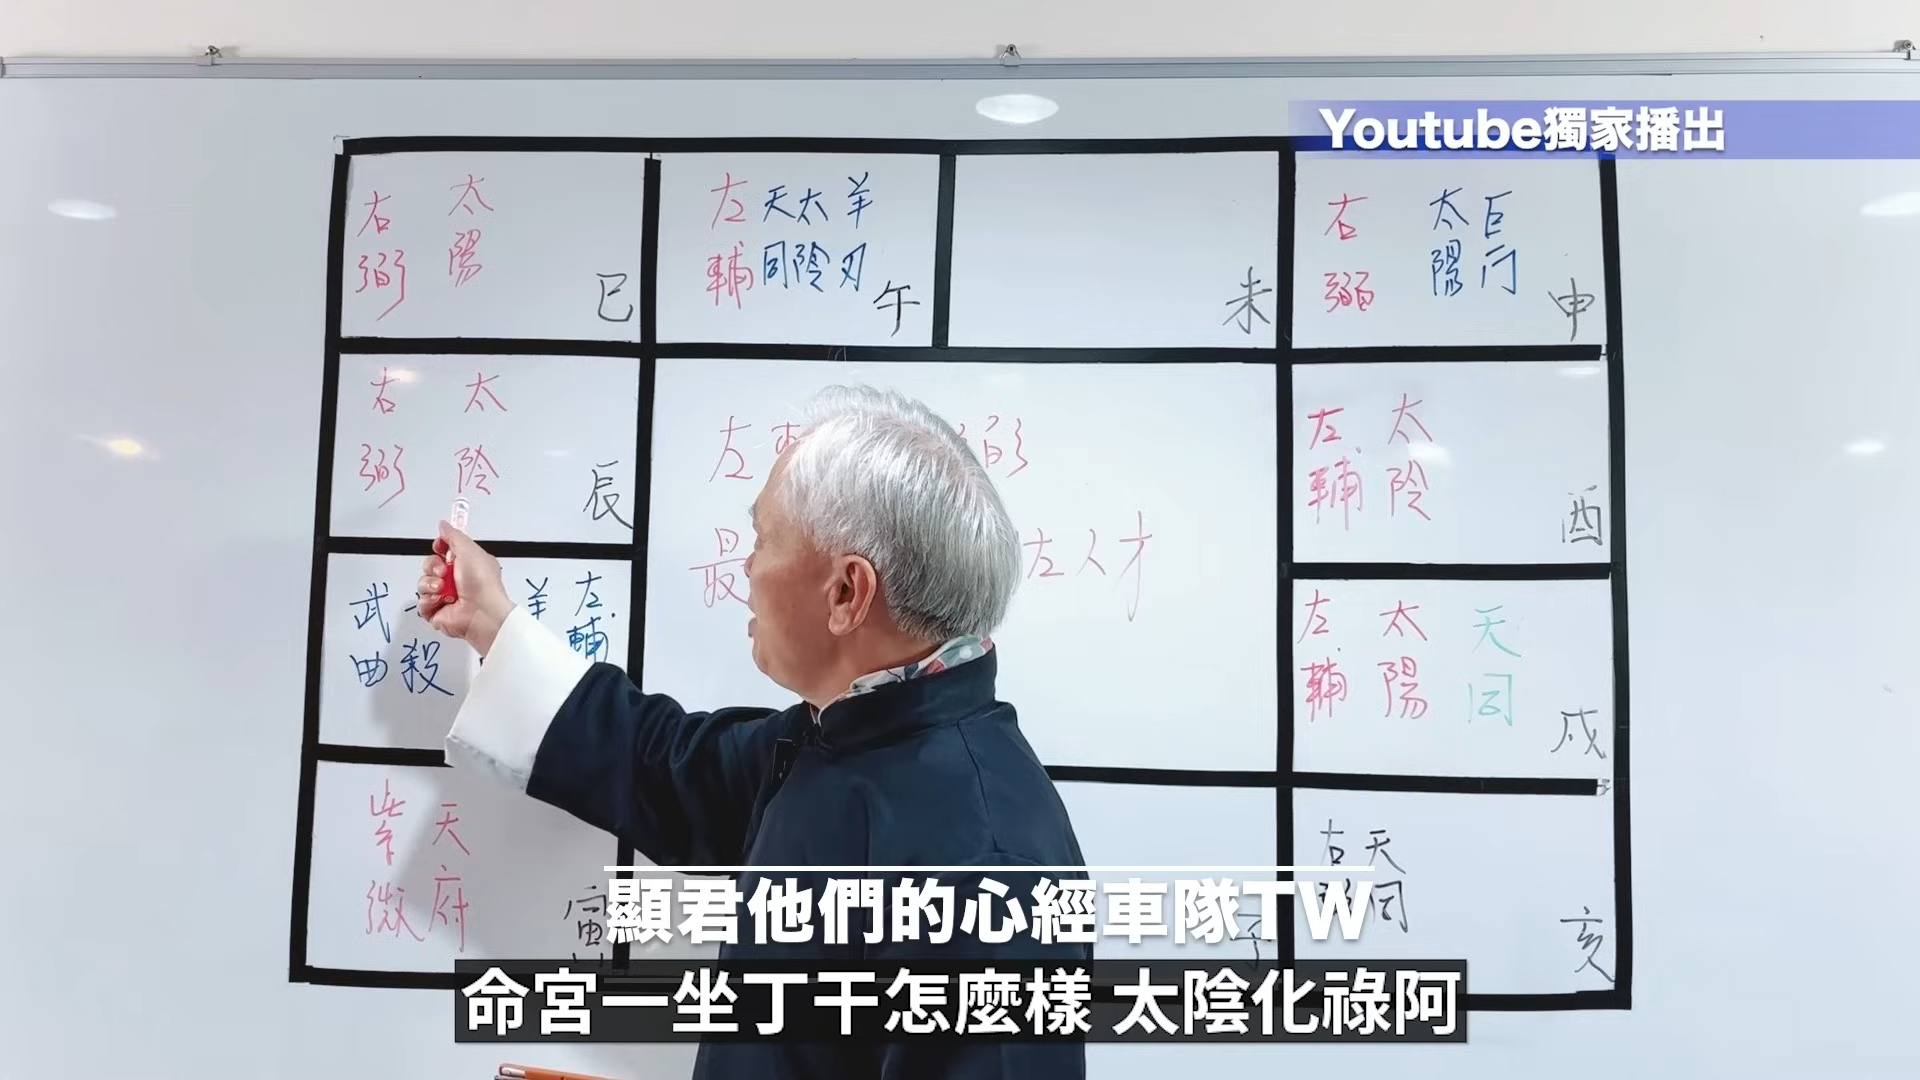 Youtube獨家播出
右弼 太陽 巳
左輔 天同 太陰 羊刃 午
未
右弼 太陽 巨門 申
右弼 太陰 辰
左
最 左人才
左輔 太陰 酉
武曲 殺 羊 左輔
左輔 太陽 天同 戌
紫微 天府 寅
子
天同 亥
顯君他們的心經車隊TW
命宮一坐丁干怎麼樣 太陰化祿阿